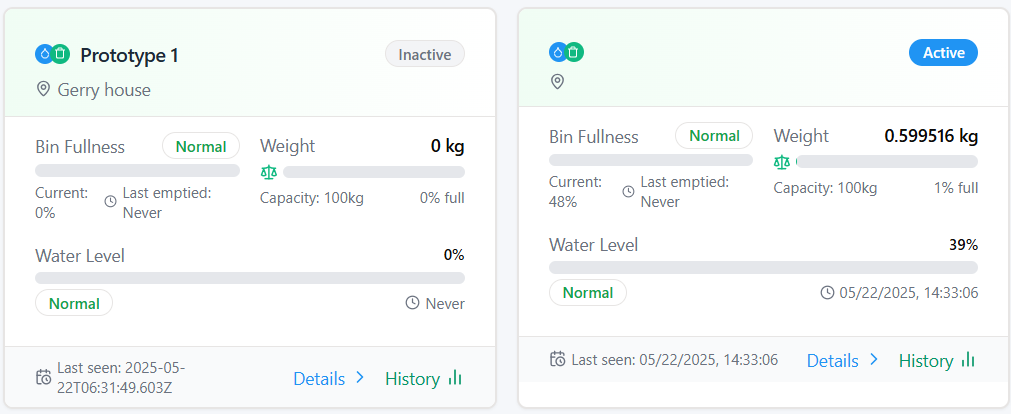 Prototype 1
Inactive
Gerry house
Bin Fullness
Normal
Current:
0%
Last emptied:
Never
Weight
0 kg
Capacity: 100kg
0% full
Water Level
0%
Normal
Never
Last seen: 2025-05-
22T06:31:49.603Z
Details
History
Active
Bin Fullness
Normal
Current:
48%
Last emptied:
Never
Weight
0.599516 kg
Capacity: 100kg
1% full
Water Level
39%
Normal
05/22/2025, 14:33:06
Last seen: 05/22/2025, 14:33:06
Details
History